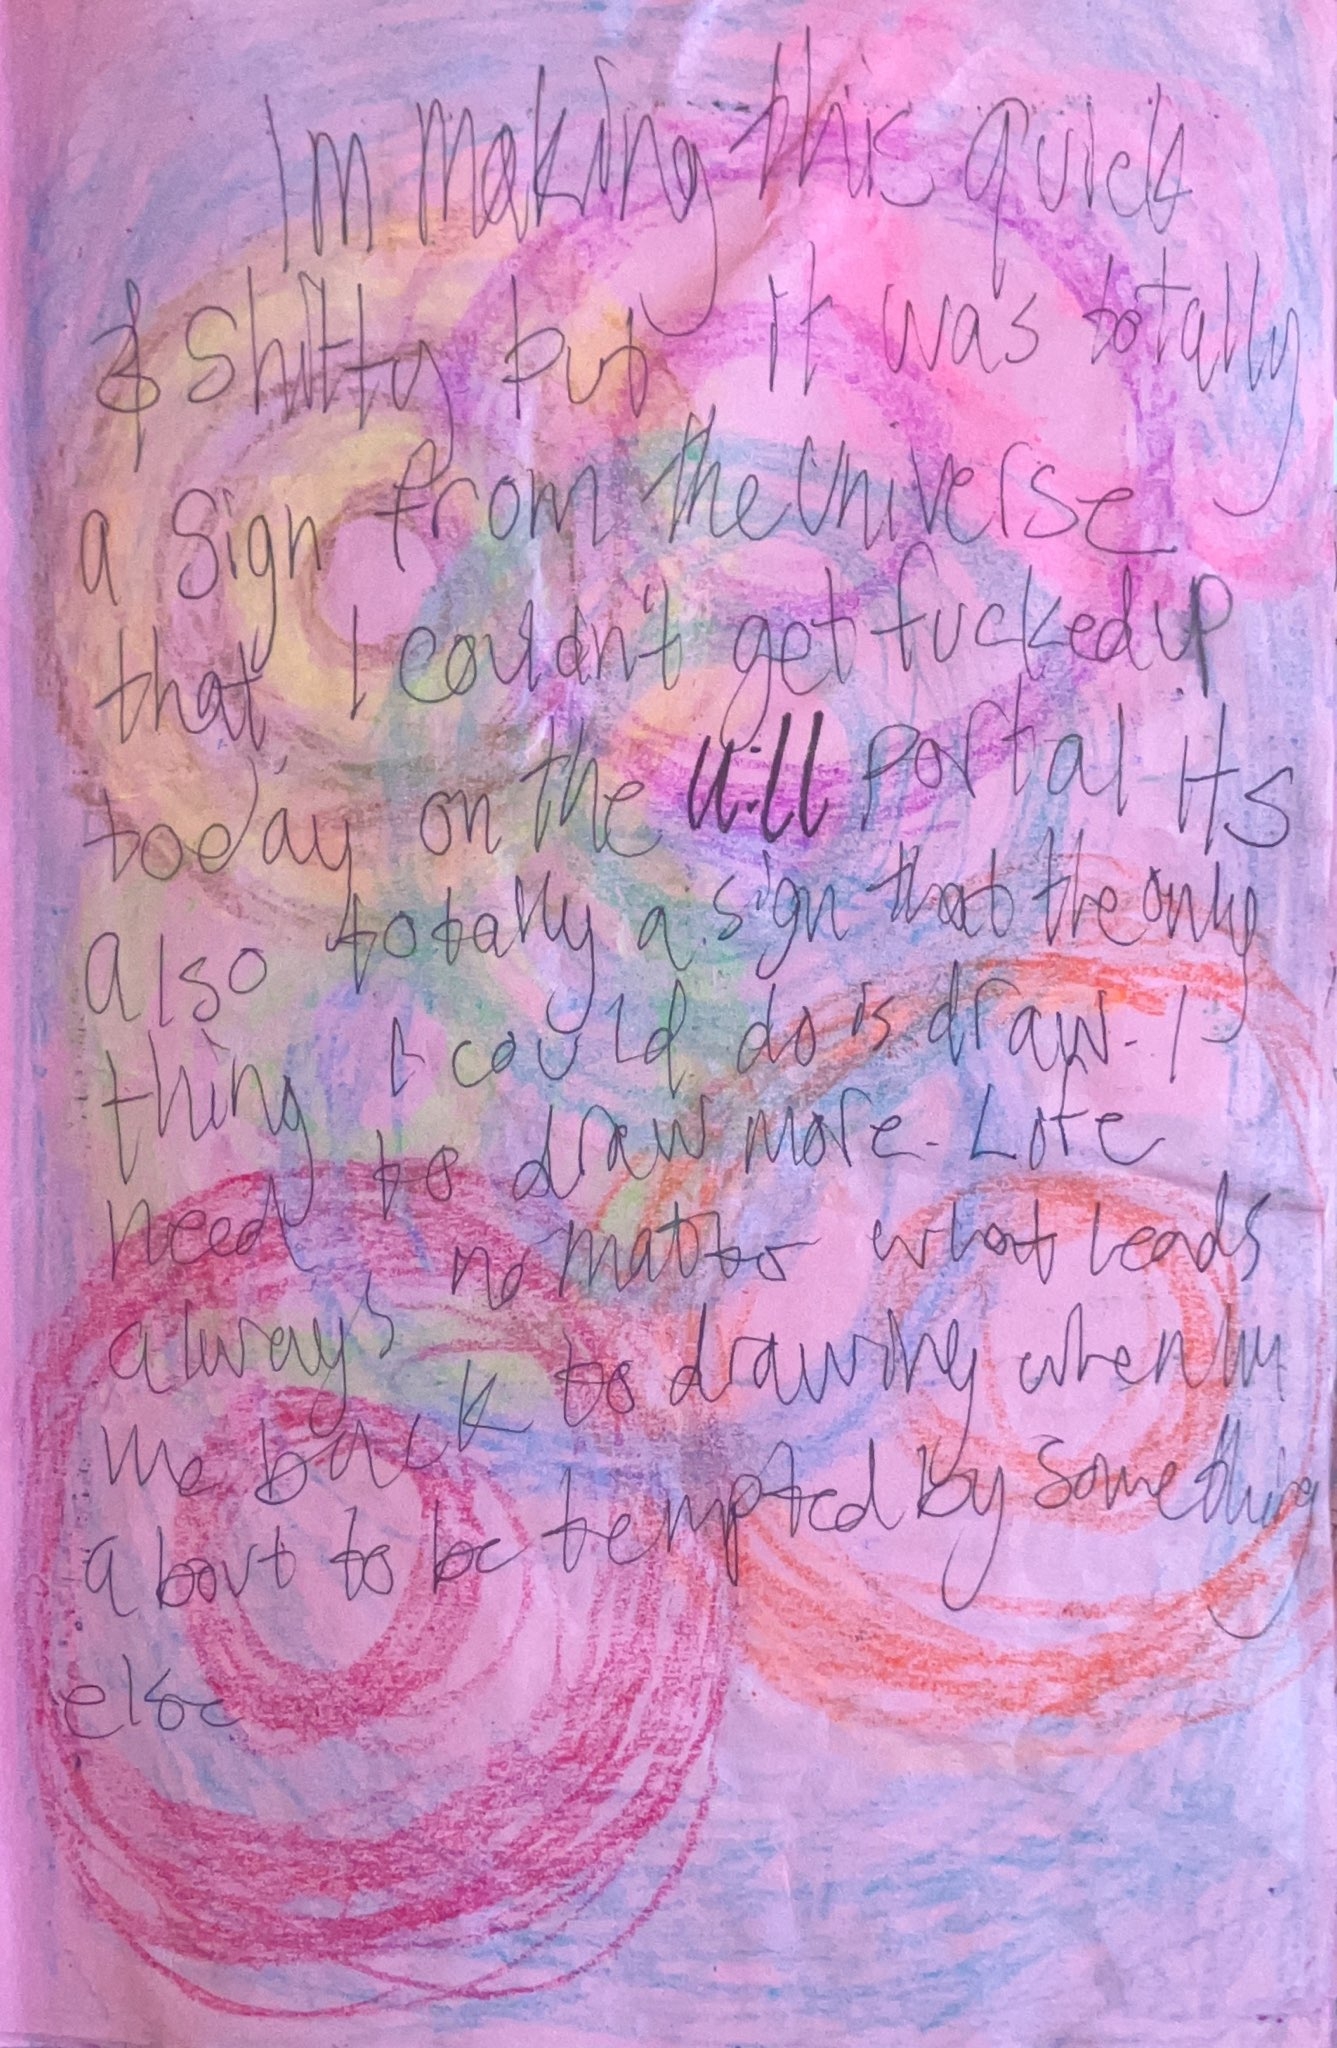 Im making this quick
& shitty but it was totally
a sign from the universe
that I couldn't get fucked up
today on the 11:11 portal Its
also totally a sign that the only
thing I could do is draw. I
need to draw more. Life
always no matter what leads
me back to drawing when Im
about to be tempted by something
else